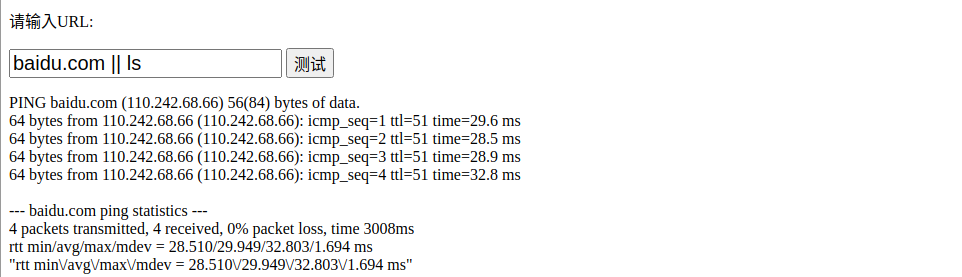 请输入URL:
baidu.com || ls 测试
PING baidu.com (110.242.68.66) 56(84) bytes of data.
64 bytes from 110.242.68.66 (110.242.68.66): icmp_seq=1 ttl=51 time=29.6 ms
64 bytes from 110.242.68.66 (110.242.68.66): icmp_seq=2 ttl=51 time=28.5 ms
64 bytes from 110.242.68.66 (110.242.68.66): icmp_seq=3 ttl=51 time=28.9 ms
64 bytes from 110.242.68.66 (110.242.68.66): icmp_seq=4 ttl=51 time=32.8 ms
--- baidu.com ping statistics ---
4 packets transmitted, 4 received, 0% packet loss, time 3008ms
rtt min/avg/max/mdev = 28.510/29.949/32.803/1.694 ms
"rtt min\/avg\/max\/mdev = 28.510\/29.949\/32.803\/1.694 ms"